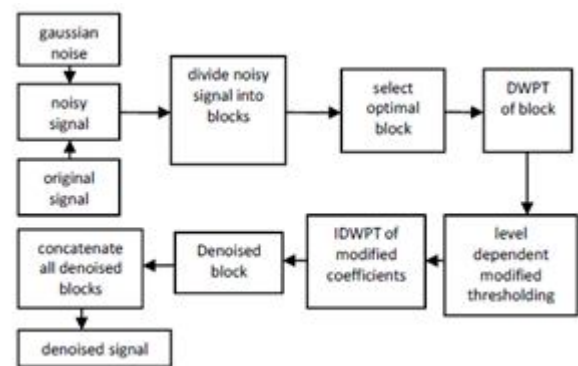 gaussian
noise
noisy
signal
original
signal
divide noisy
signal into
blocks
select
optimal
block
DWPT
of block
level
dependent
modified
thresholding
IDWPT of
modified
coefficients
Denoised
block
concatenate
all denoised
blocks
denoised signal